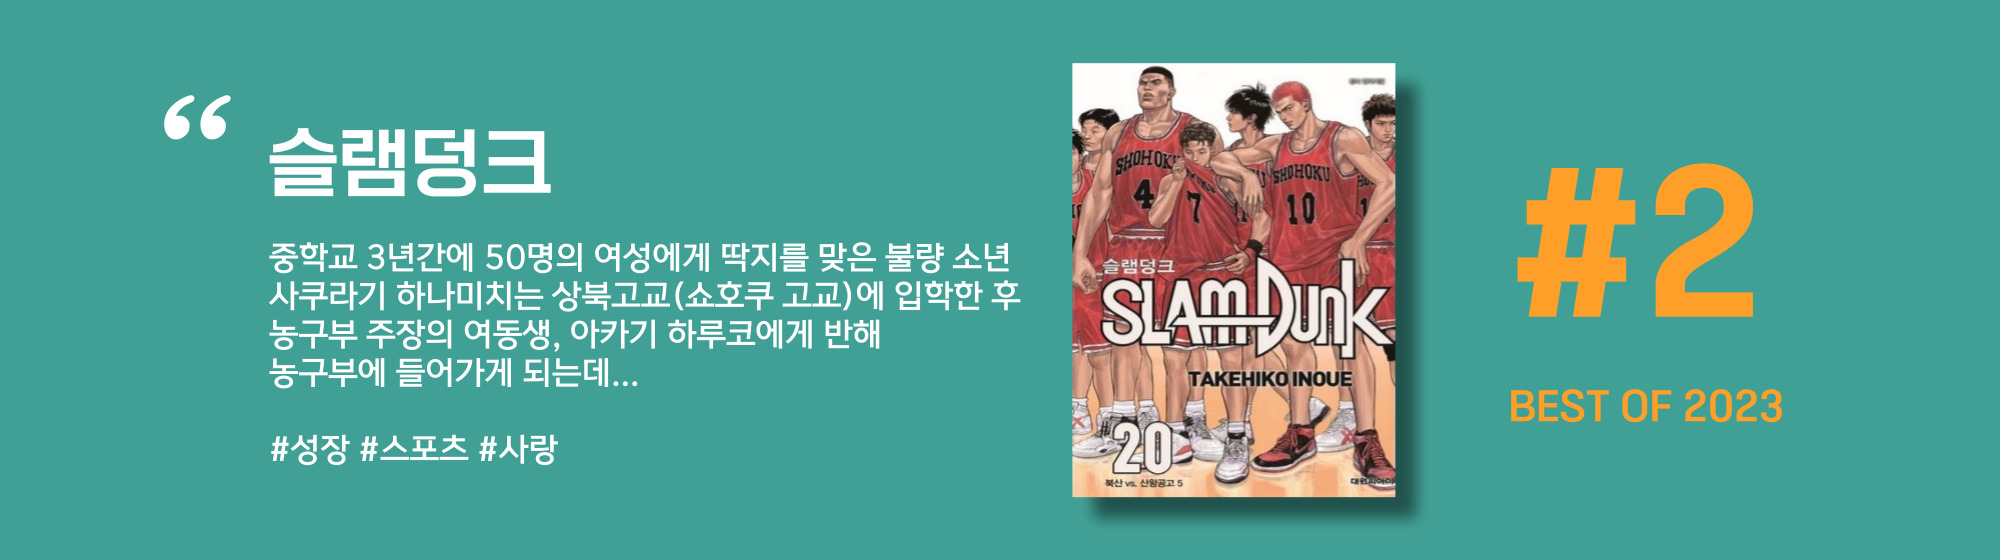 “
슬램덩크
중학교 3년간에 50명의 여성에게 딱지를 맞은 불량 소년
사쿠라기 하나미치는 상북고교(쇼호쿠 고교)에 입학한 후
농구부 주장의 여동생, 아카기 하루코에게 반해
농구부에 들어가게 되는데...
#성장 #스포츠 #사랑
SHOHOKU
4
7
SHOHOKU
10
슬램덩크
SLAM DUNK
TAKEHIKO INOUE
#20
북산 vs. 산왕공고 5
#2
BEST OF 2023